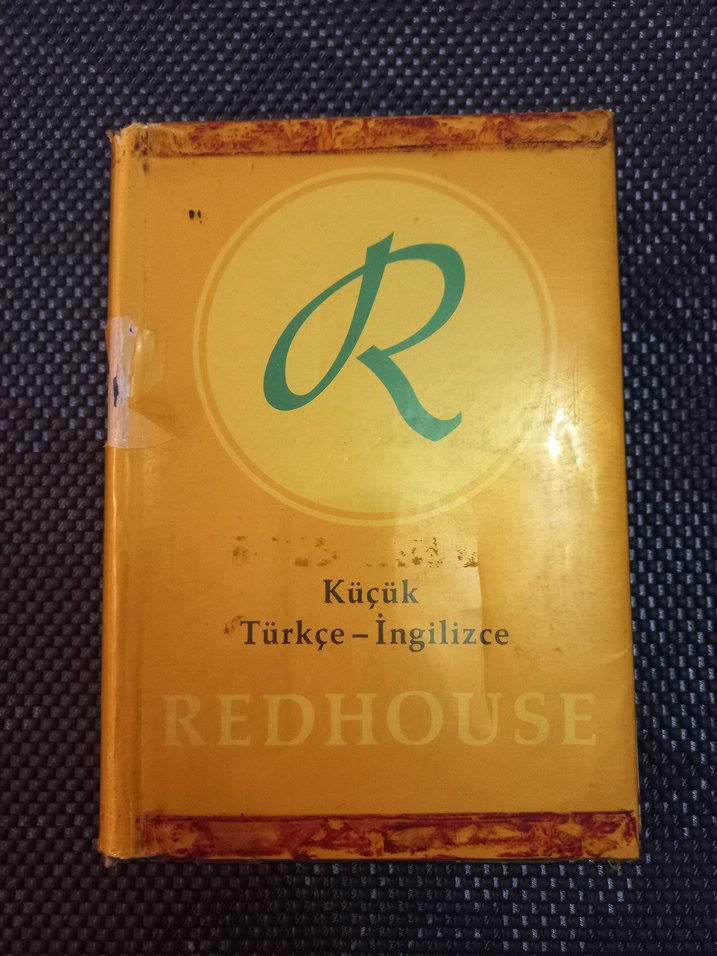 R
Küçük
Türkçe – İngilizce
REDHOUSE